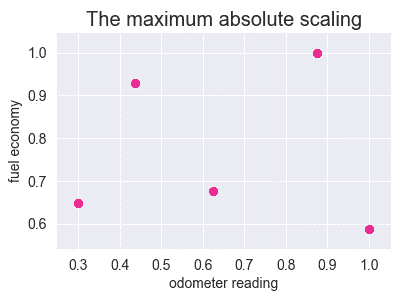 The maximum absolute scaling
1.0
0.9
0.8
0.7
0.6
fuel economy
0.3 0.4 0.5 0.6 0.7 0.8 0.9 1.0
odometer reading